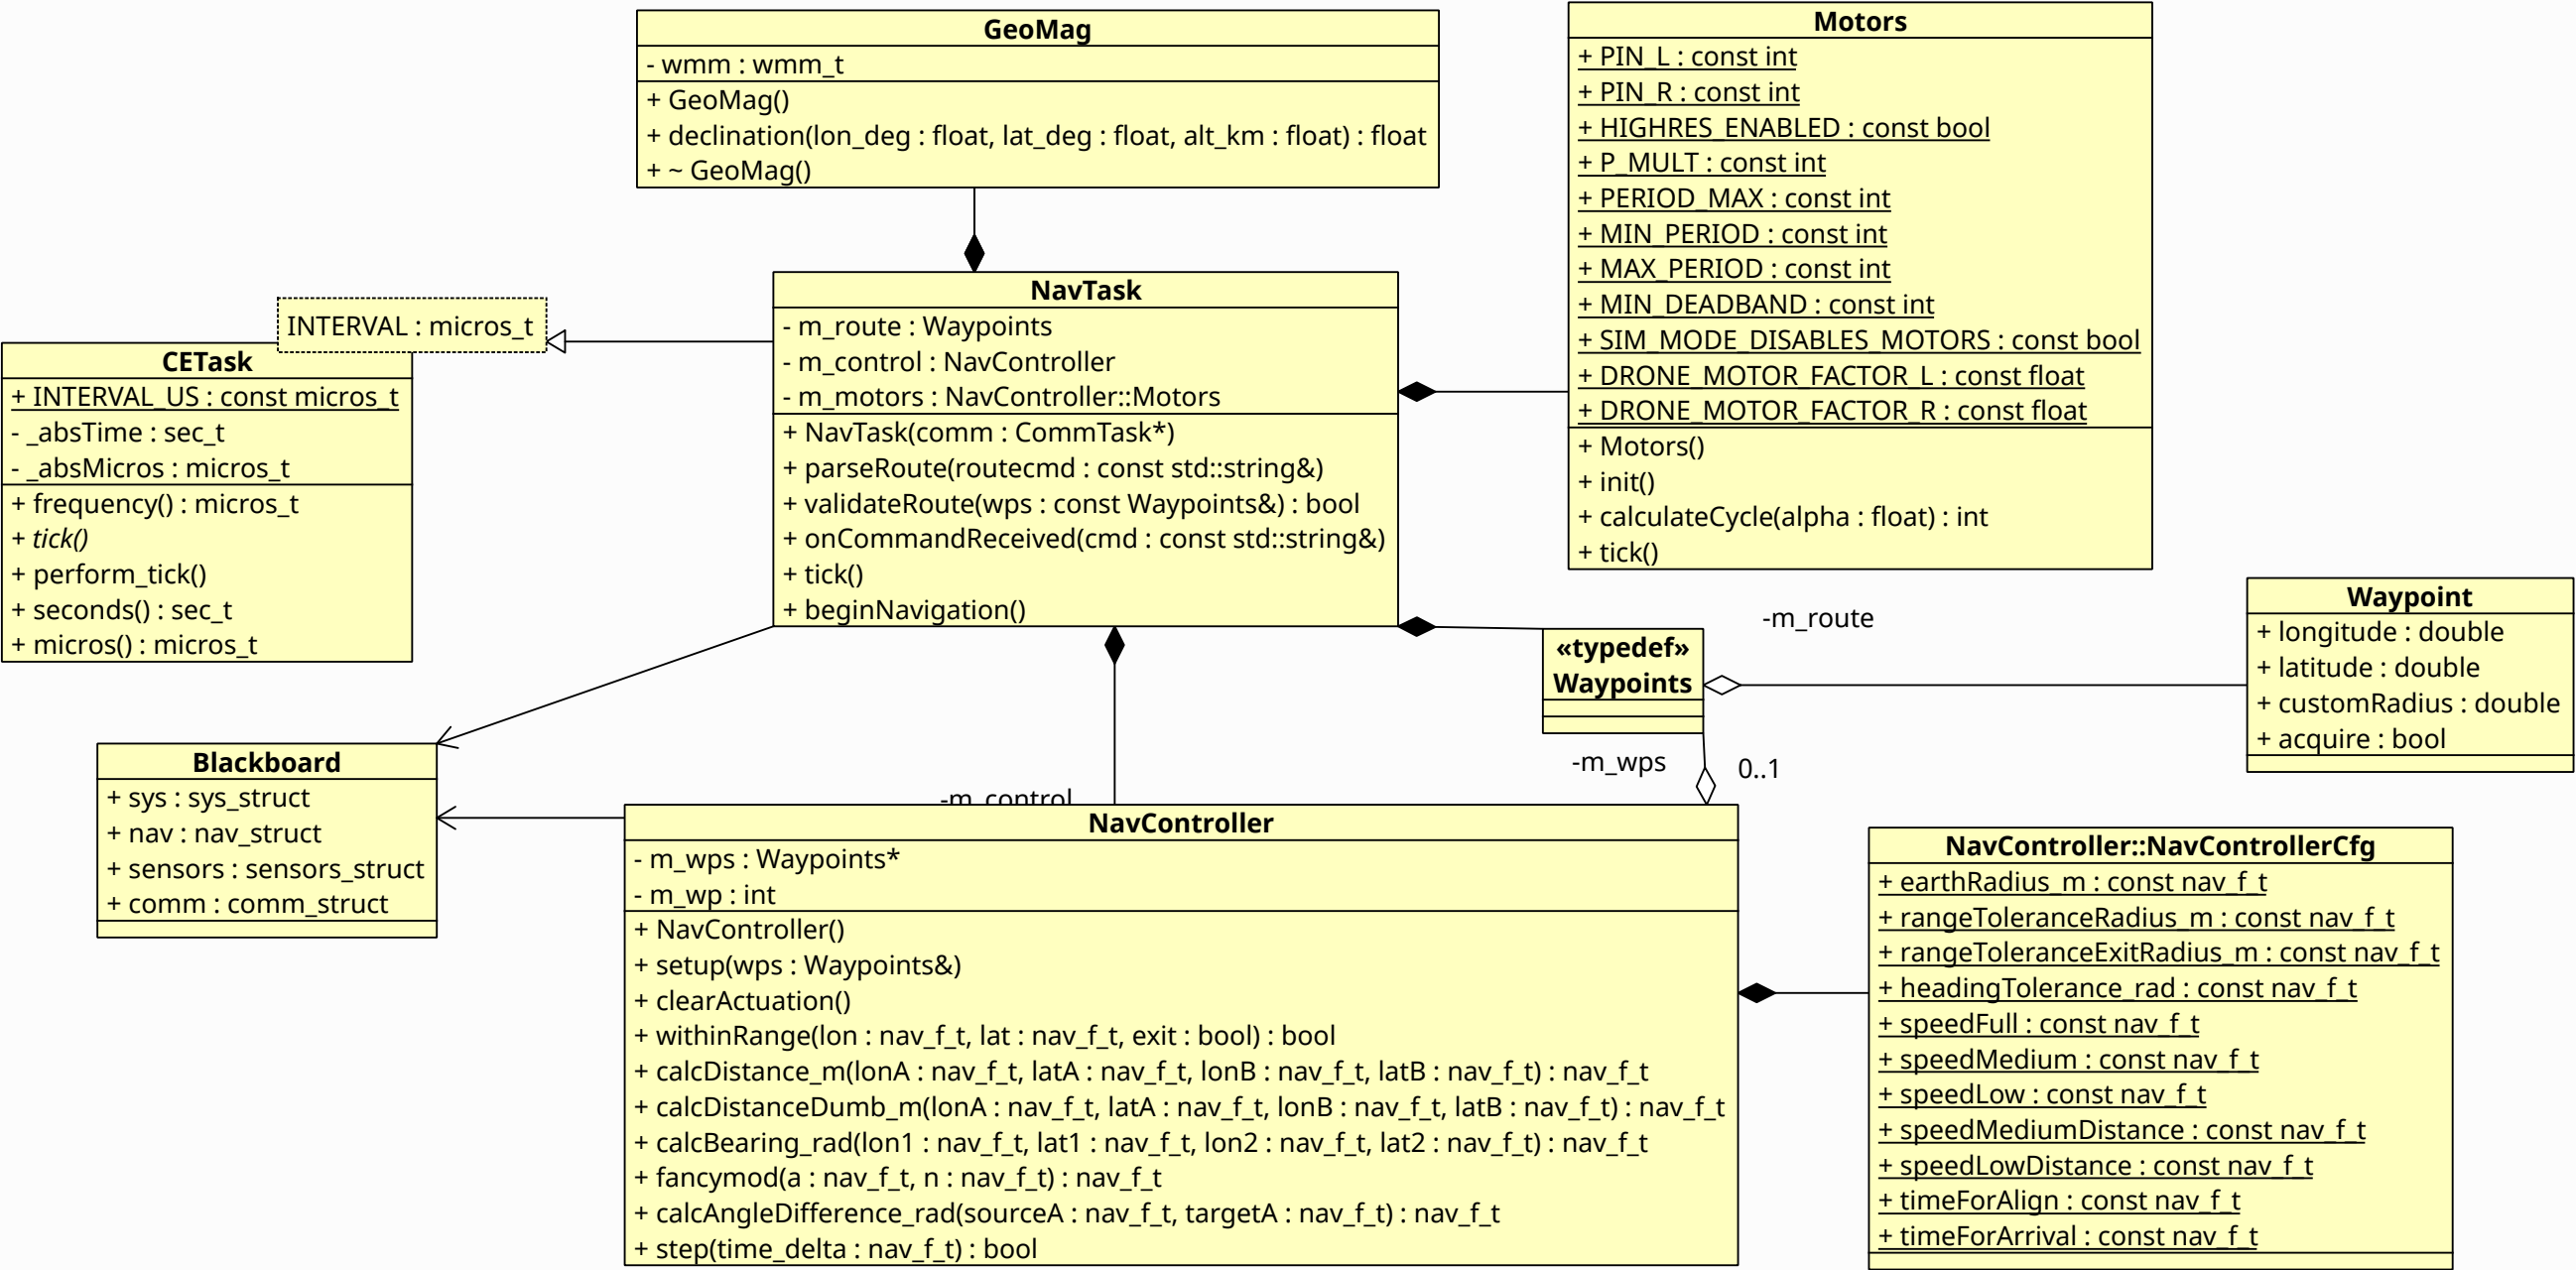 GeoMag
- wmm : wmm_t
+ GeoMag()
+ declination(lon_deg : float, lat_deg : float, alt_km : float) : float
+ ~ GeoMag()
Motors
+ PIN_L : const int
+ PIN_R : const int
+ HIGHRES_ENABLED : const bool
+ P_MULT : const int
+ PERIOD_MAX : const int
+ MIN_PERIOD : const int
+ MAX_PERIOD : const int
+ MIN_DEADBAND : const int
+ SIM_MODE_DISABLES_MOTORS : const bool
+ DRONE_MOTOR_FACTOR_L : const float
+ DRONE_MOTOR_FACTOR_R : const float
+ Motors()
+ init()
+ calculateCycle(alpha : float) : int
+ tick()
INTERVAL : micros_t
CETask
+ INTERVAL_US : const micros_t
- _absTime : sec_t
- _absMicros : micros_t
+ frequency() : micros_t
+ tick()
+ perform_tick()
+ seconds() : sec_t
+ micros() : micros_t
NavTask
- m_route : Waypoints
- m_control : NavController
- m_motors : NavController::Motors
+ NavTask(comm : CommTask*)
+ parseRoute(routecmd : const std::string&)
+ validateRoute(wps : const Waypoints&) : bool
+ onCommandReceived(cmd : const std::string&)
+ tick()
+ beginNavigation()
-m_route
«typedef»
Waypoints
Waypoint
+ longitude : double
+ latitude : double
+ customRadius : double
+ acquire : bool
-m_wps
0..1
-m_control
Blackboard
+ sys : sys_struct
+ nav : nav_struct
+ sensors : sensors_struct
+ comm : comm_struct
NavController
- m_wps : Waypoints*
- m_wp : int
+ NavController()
+ setup(wps : Waypoints&)
+ clearActuation()
+ withinRange(lon : nav_f_t, lat : nav_f_t, exit : bool) : bool
+ calcDistance_m(lonA : nav_f_t, latA : nav_f_t, lonB : nav_f_t, latB : nav_f_t) : nav_f_t
+ calcDistanceDumb_m(lonA : nav_f_t, latA : nav_f_t, lonB : nav_f_t, latB : nav_f_t) : nav_f_t
+ calcBearing_rad(lon1 : nav_f_t, lat1 : nav_f_t, lon2 : nav_f_t, lat2 : nav_f_t) : nav_f_t
+ fancymod(a : nav_f_t, n : nav_f_t) : nav_f_t
+ calcAngleDifference_rad(sourceA : nav_f_t, targetA : nav_f_t) : nav_f_t
+ step(time_delta : nav_f_t) : bool
NavController::NavControllerCfg
+ earthRadius_m : const nav_f_t
+ rangeToleranceRadius_m : const nav_f_t
+ rangeToleranceExitRadius_m : const nav_f_t
+ headingTolerance_rad : const nav_f_t
+ speedFull : const nav_f_t
+ speedMedium : const nav_f_t
+ speedLow : const nav_f_t
+ speedMediumDistance : const nav_f_t
+ speedLowDistance : const nav_f_t
+ timeForAlign : const nav_f_t
+ timeForArrival : const nav_f_t